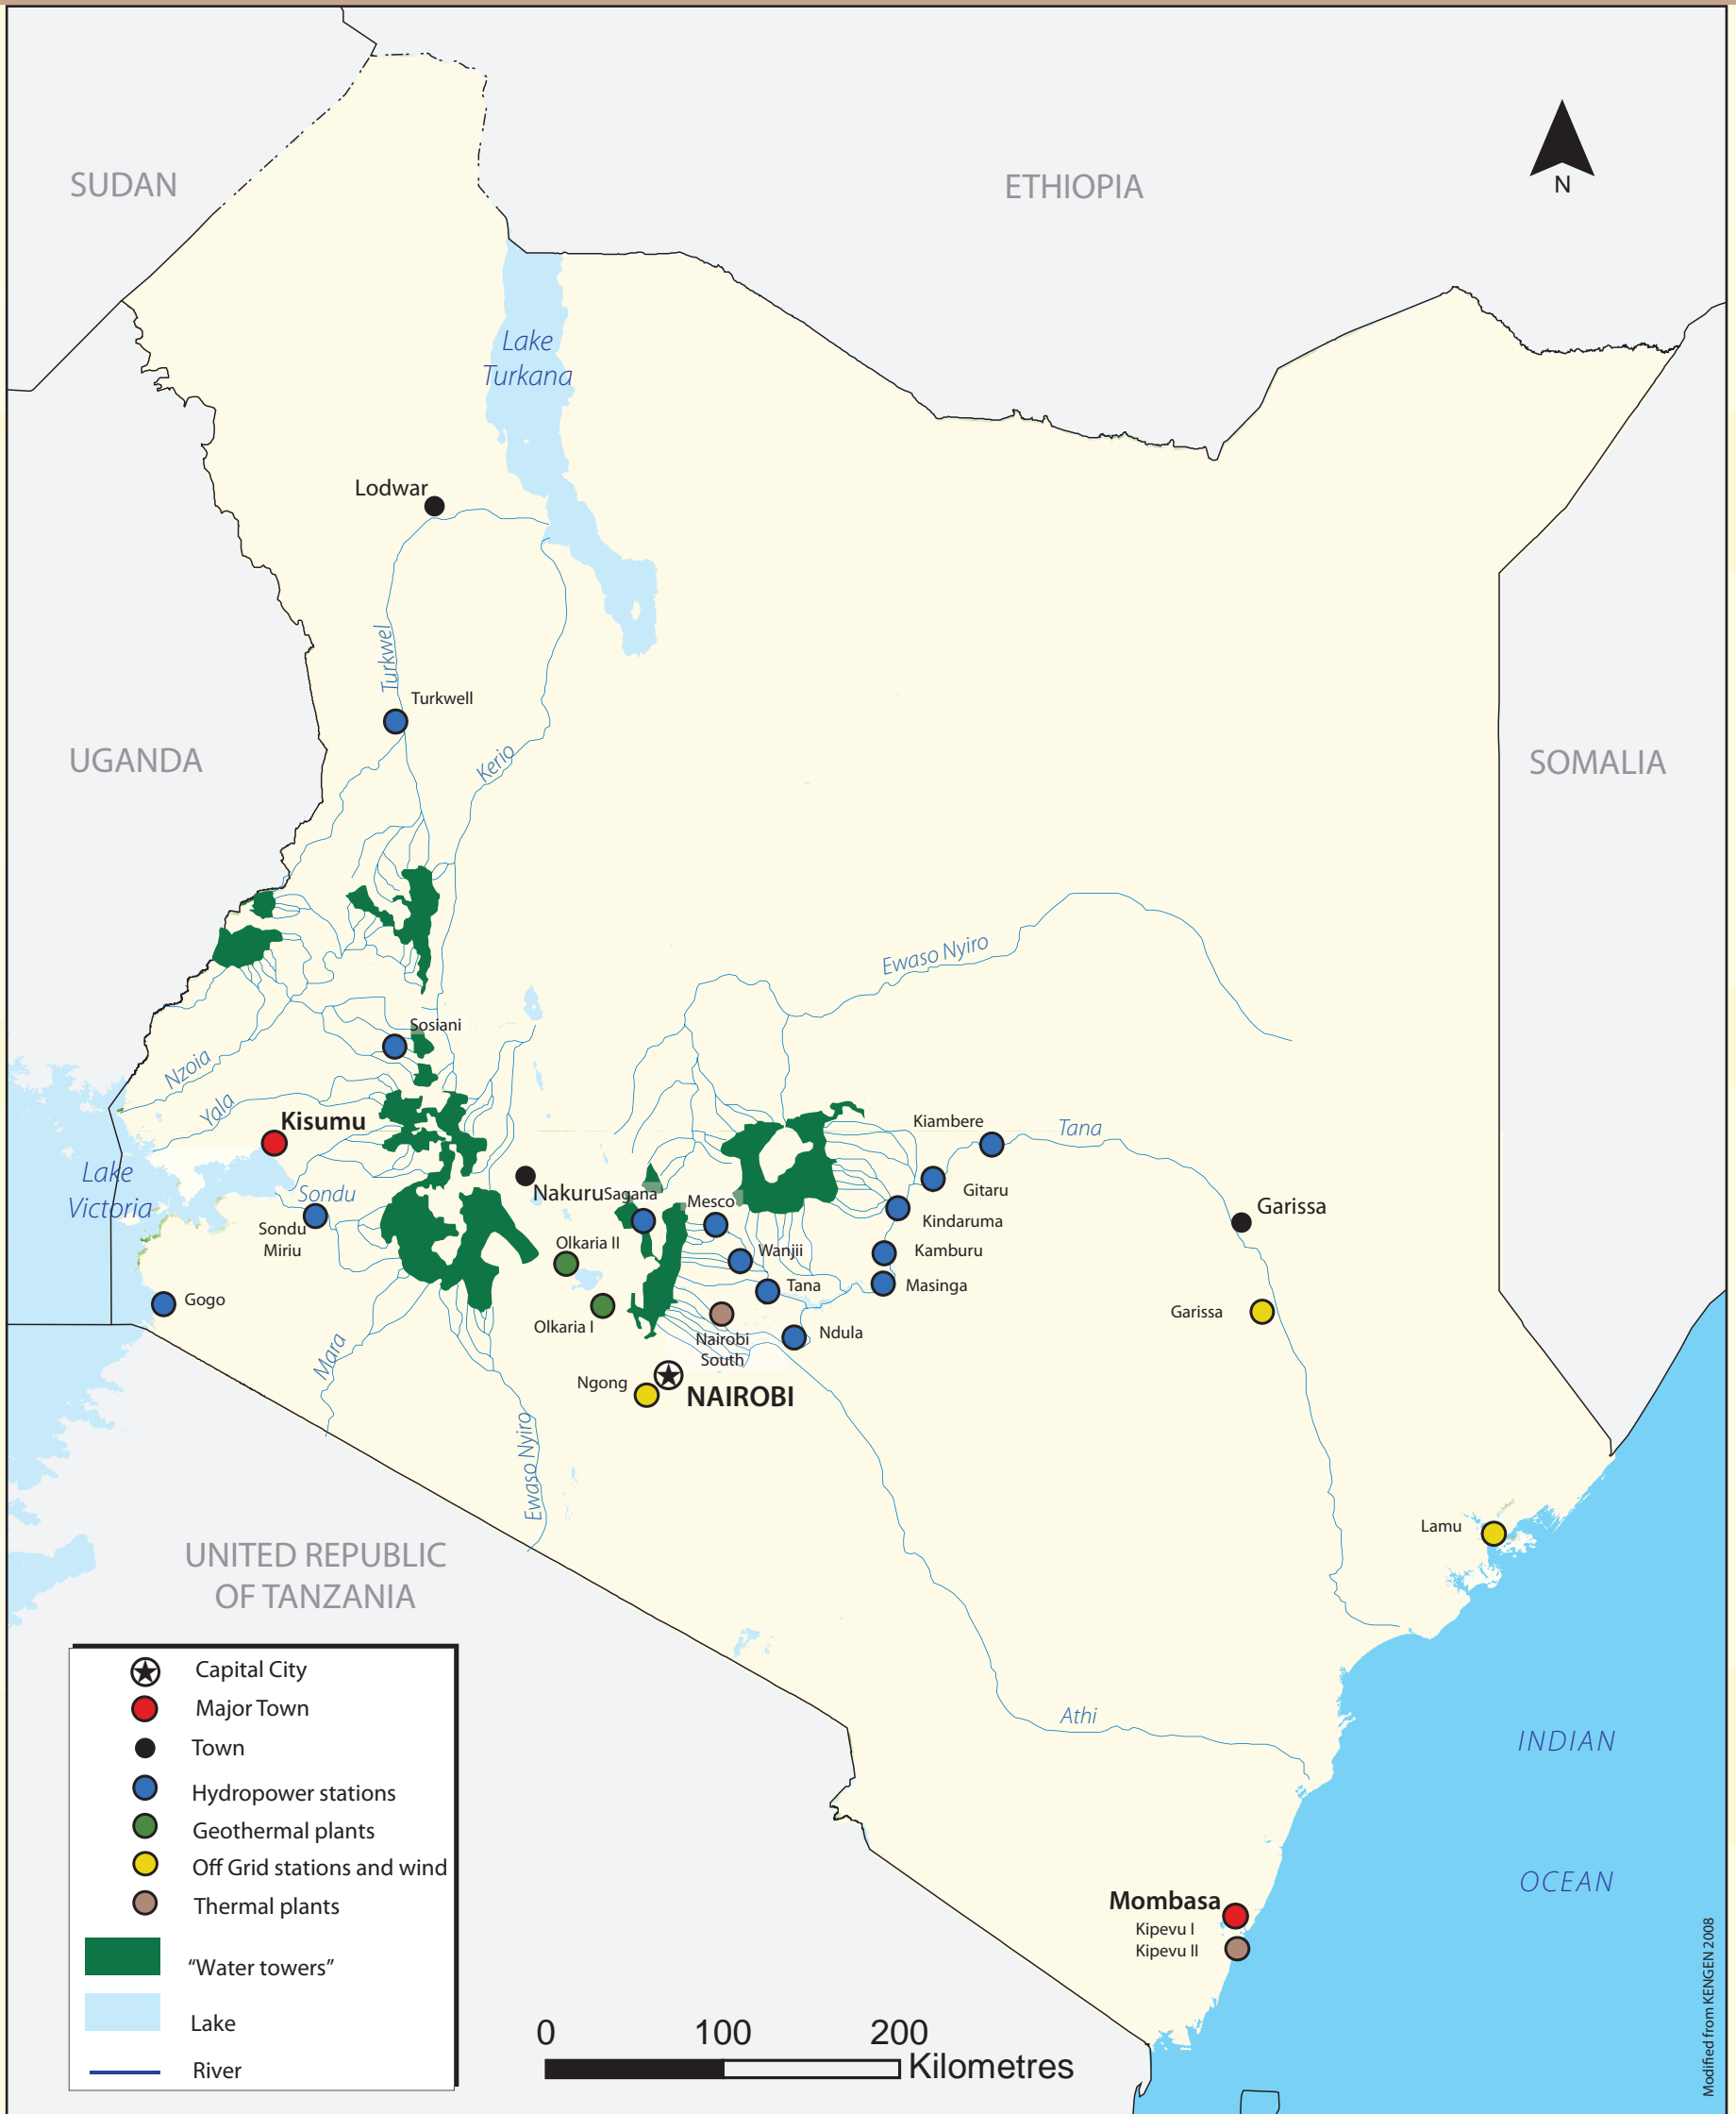 SUDAN
ETHIOPIA
N
Lake
Turkana
Lodwar
Turkwel
Turkwell
UGANDA
Kerio
SOMALIA
Ewaso Nyiro
Sosiani
Nzoia
Yala
Kisumu
Kiambere
Tana
Lake
Victoria
Sondu
Nakuru
Sagana
Mesco
Gitaru
Garissa
Sondu
Miriu
Kindaruma
Olkaria II
Wanjii
Kamburu
Tana
Masinga
Gogo
Olkaria I
Garissa
Nairobi
South
Ndula
Mara
Ngong
NAIROBI
Ewaso Nyiro
Lamu
UNITED REPUBLIC
OF TANZANIA
Athi
INDIAN
OCEAN
Mombasa
Kipevu I
Kipevu II
Capital City
Major Town
Town
Hydropower stations
Geothermal plants
Off Grid stations and wind
Thermal plants
“Water towers”
Lake
River
0 100 200
Kilometres
Modified from KENGEN 2008